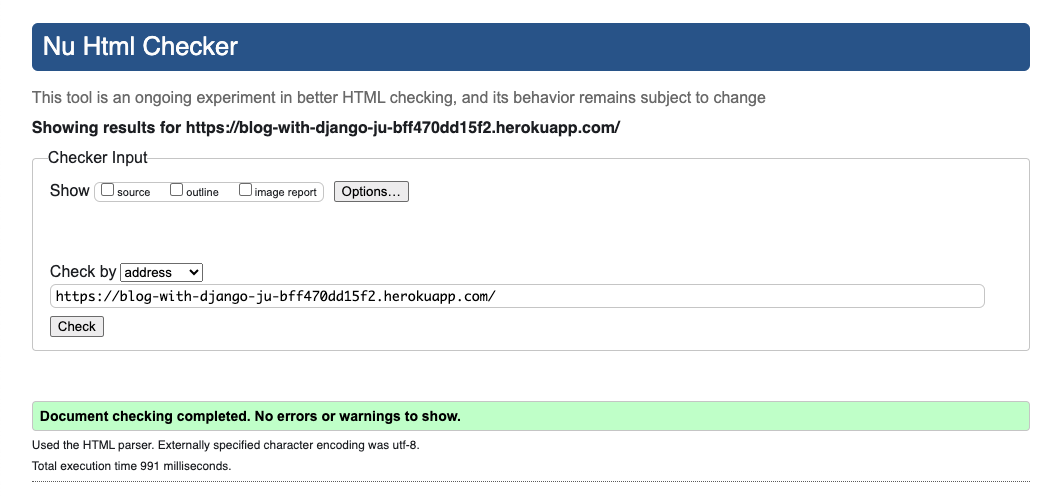 Nu Html Checker
This tool is an ongoing experiment in better HTML checking, and its behavior remains subject to change
Showing results for https://blog-with-django-ju-bff470dd15f2.herokuapp.com/
Checker Input
Show source outline image report Options...
Check by address
https://blog-with-django-ju-bff470dd15f2.herokuapp.com/
Check
Document checking completed. No errors or warnings to show.
Used the HTML parser. Externally specified character encoding was utf-8.
Total execution time 991 milliseconds.